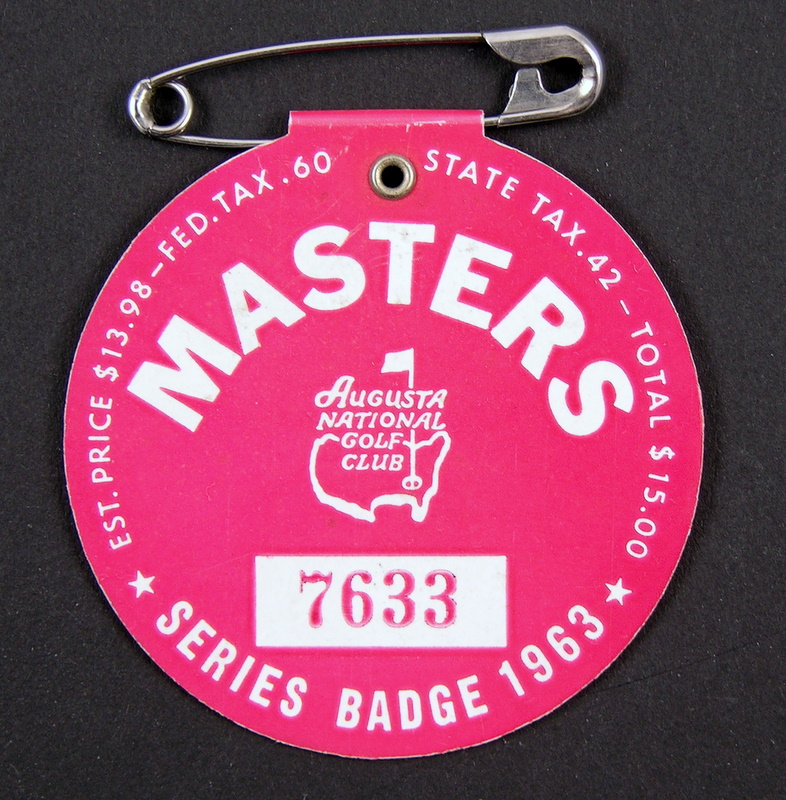 EST. PRICE $13.98–FED.TAX.60
STATE TAX.42–TOTAL $15.00
MASTERS
AUGUSTA
NATIONAL
GOLF
CLUB
7633
★ SERIES BADGE 1963 ★